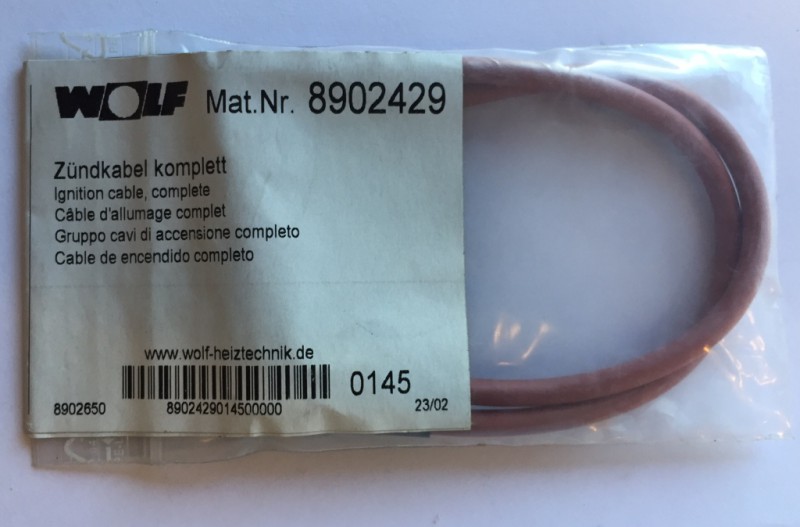 WOLF Mat.Nr. 8902429
Zündkabel komplett
Ignition cable, complete
Câble d'allumage complet
Gruppo cavi di accensione completo
Cable de encendido completo
www.wolf-heiztechnik.de
0145
8902650 8902429014500000 23/02